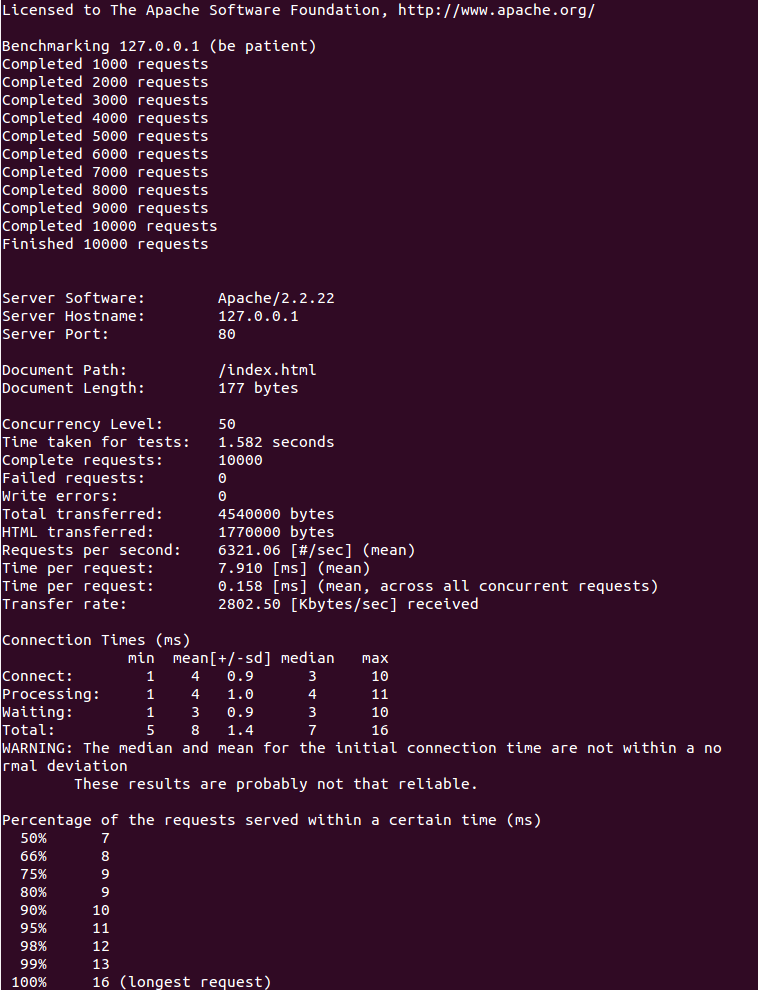 Licensed to The Apache Software Foundation, http://www.apache.org/
Benchmarking 127.0.0.1 (be patient)
Completed 1000 requests
Completed 2000 requests
Completed 3000 requests
Completed 4000 requests
Completed 5000 requests
Completed 6000 requests
Completed 7000 requests
Completed 8000 requests
Completed 9000 requests
Completed 10000 requests
Finished 10000 requests
Server Software:        Apache/2.2.22
Server Hostname:        127.0.0.1
Server Port:            80
Document Path:          /index.html
Document Length:        177 bytes
Concurrency Level:      50
Time taken for tests:   1.582 seconds
Complete requests:      10000
Failed requests:        0
Write errors:           0
Total transferred:      4540000 bytes
HTML transferred:       1770000 bytes
Requests per second:    6321.06 [#/sec] (mean)
Time per request:       7.910 [ms] (mean)
Time per request:       0.158 [ms] (mean, across all concurrent requests)
Transfer rate:          2802.50 [Kbytes/sec] received
Connection Times (ms)
              min  mean[+/-sd] median   max
Connect:        1    4   0.9      3      10
Processing:     1    4   1.0      4      11
Waiting:        1    3   0.9      3      10
Total:          5    8   1.4      7      16
WARNING: The median and mean for the initial connection time are not within a no
rmal deviation
        These results are probably not that reliable.
Percentage of the requests served within a certain time (ms)
  50%      7
  66%      8
  75%      9
  80%      9
  90%     10
  95%     11
  98%     12
  99%     13
 100%     16 (longest request)